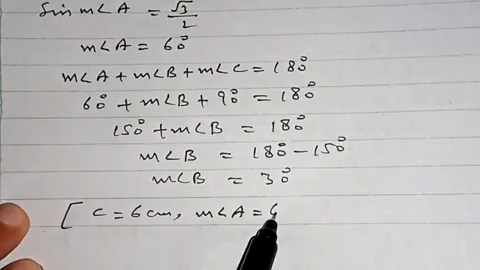 Sin m∠A = √3/2
m∠A = 60°
m∠A + m∠B + m∠C = 180°
60° + m∠B + 90° = 180°
150° + m∠B = 180°
m∠B = 180° - 150°
m∠B = 30°
[ c = 6 cm, m∠A =